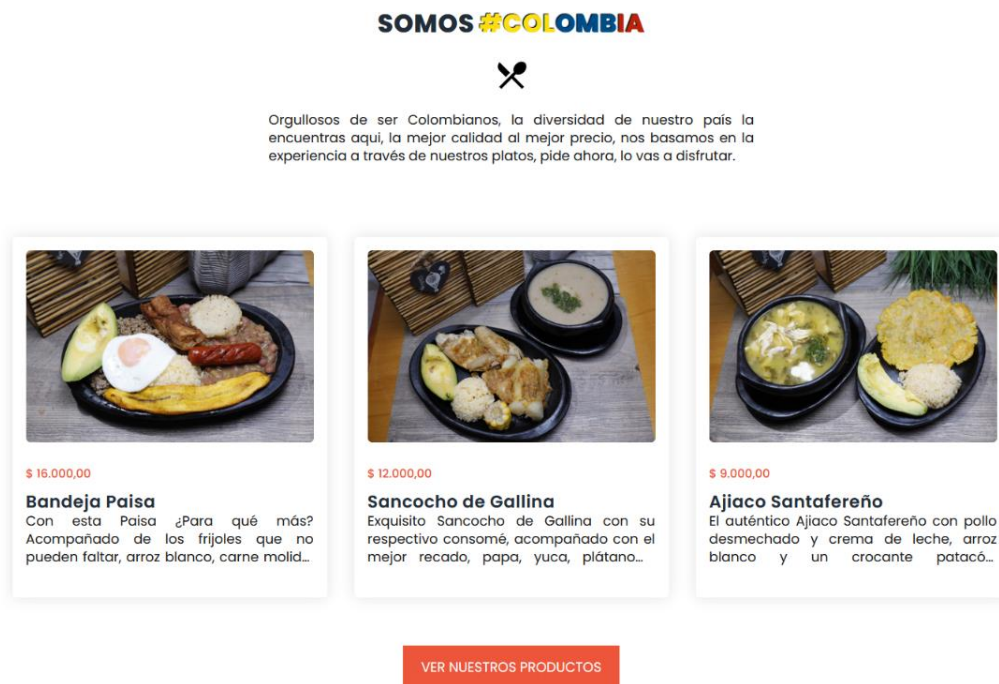 SOMOS #COLOMBIA
Orgullosos de ser Colombianos, la diversidad de nuestro país la
encuentras aqui, la mejor calidad al mejor precio, nos basamos en la
experiencia a través de nuestros platos, pide ahora, lo vas a disfrutar.
$ 16.000,00
Bandeja Paisa
Con esta Paisa ¿Para qué más?
Acompañado de los frijoles que no
pueden faltar, arroz blanco, carne molid...
$ 12.000,00
Sancocho de Gallina
Exquisito Sancocho de Gallina con su
respectivo consomé, acompañado con el
mejor recado, papa, yuca, plátano...
$ 9.000,00
Ajiaco Santafereño
El auténtico Ajiaco Santafereño con pollo
desmechado y crema de leche, arroz
blanco y un crocante patacó...
VER NUESTROS PRODUCTOS